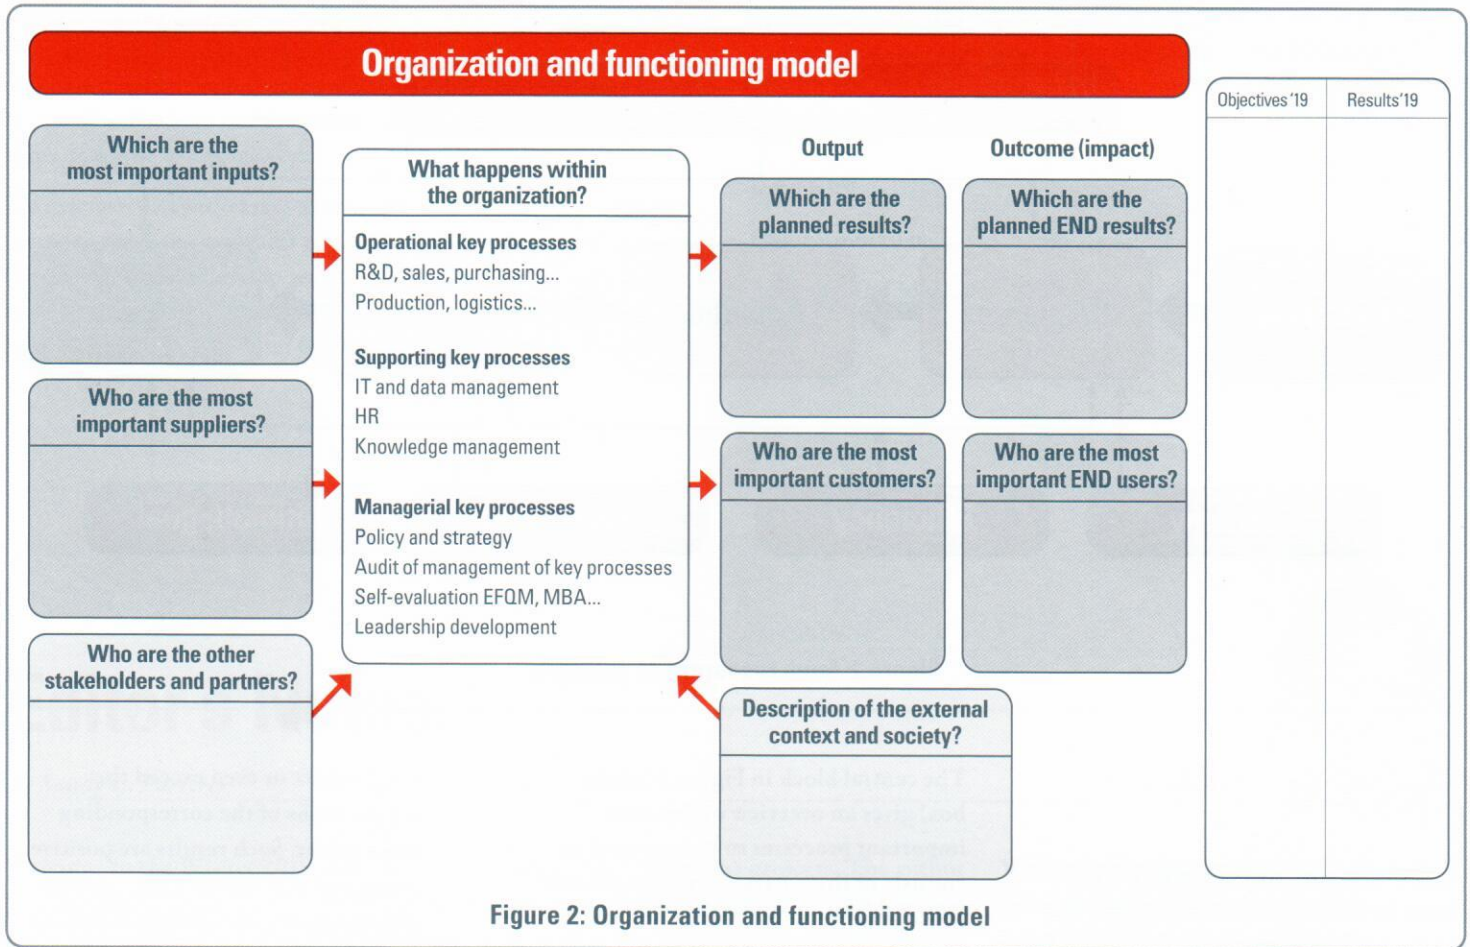 Organization and functioning model
Objectives '19
Results '19
Which are the
most important inputs?
Who are the most
important suppliers?
Who are the other
stakeholders and partners?
What happens within
the organization?
Operational key processes
R&D, sales, purchasing...
Production, logistics...
Supporting key processes
IT and data management
HR
Knowledge management
Managerial key processes
Policy and strategy
Audit of management of key processes
Self-evaluation EFQM, MBA...
Leadership development
Output
Which are the
planned results?
Who are the most
important customers?
Outcome (impact)
Which are the
planned END results?
Who are the most
important END users?
Description of the external
context and society?
Figure 2: Organization and functioning model